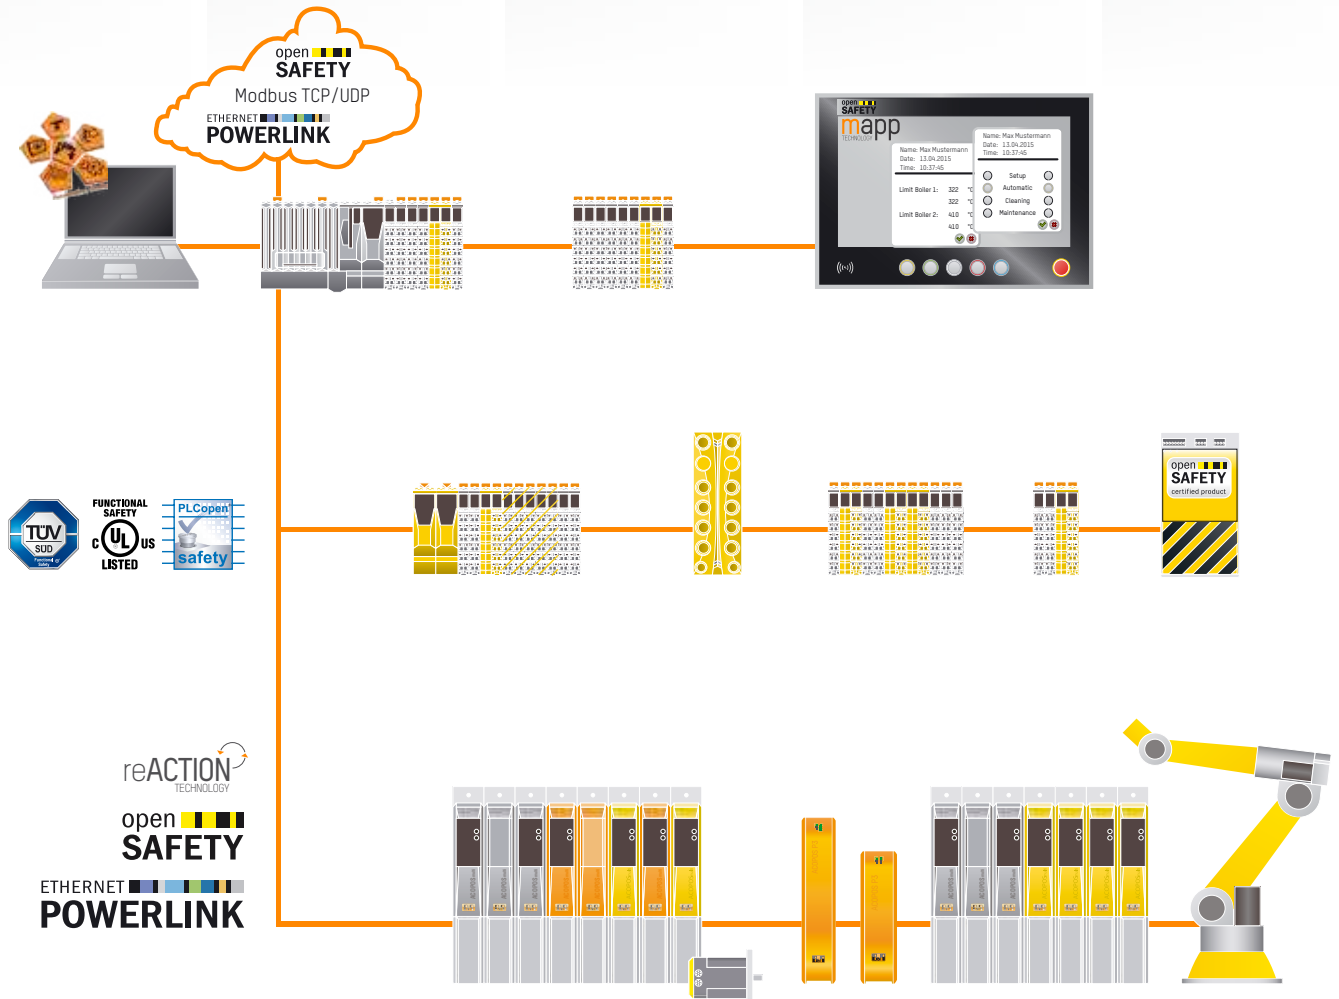 open
SAFETY
Modbus TCP/UDP
ETHERNET
POWERLINK
open
SAFETY
mapp
TECHNOLOGY
Name: Max Mustermann
Date: 13.04.2015
Time: 10:37:45
Limit Boiler 1: 322 °C
322 °C
Limit Boiler 2: 410 °C
410 °C
Name: Max Mustermann
Date: 13.04.2015
Time: 10:37:45
Setup
Automatic
Cleaning
Maintenance
TÜV
SÜD
Functional
Safety
FUNCTIONAL
SAFETY
C UL US
LISTED
PLCopen
safety
open
SAFETY
certified product
reACTION
TECHNOLOGY
open
SAFETY
ETHERNET
POWERLINK